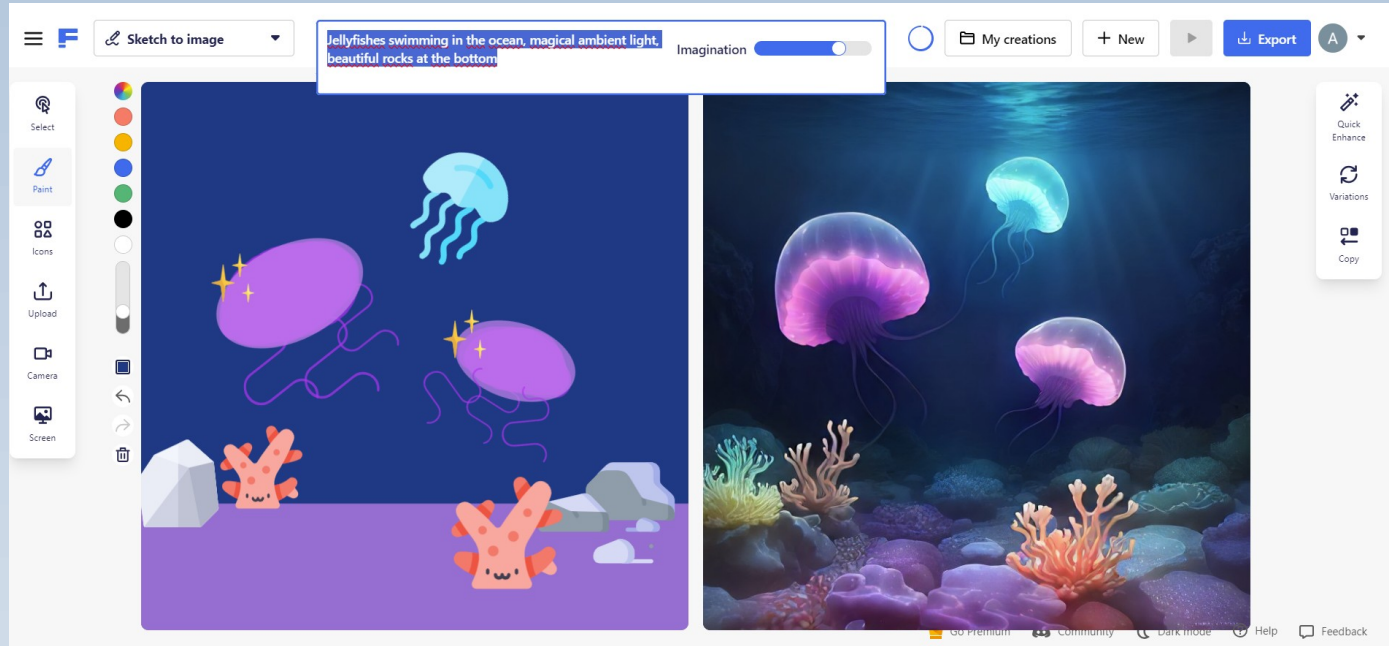 Sketch to image
Jellyfishes swimming in the ocean, magical ambient light,
beautiful rocks at the bottom
Imagination
My creations
New
Export
A
Select
Paint
Icons
Upload
Camera
Screen
Quick
Enhance
Variations
Copy
Go Premium
Community
Dark mode
Help
Feedback